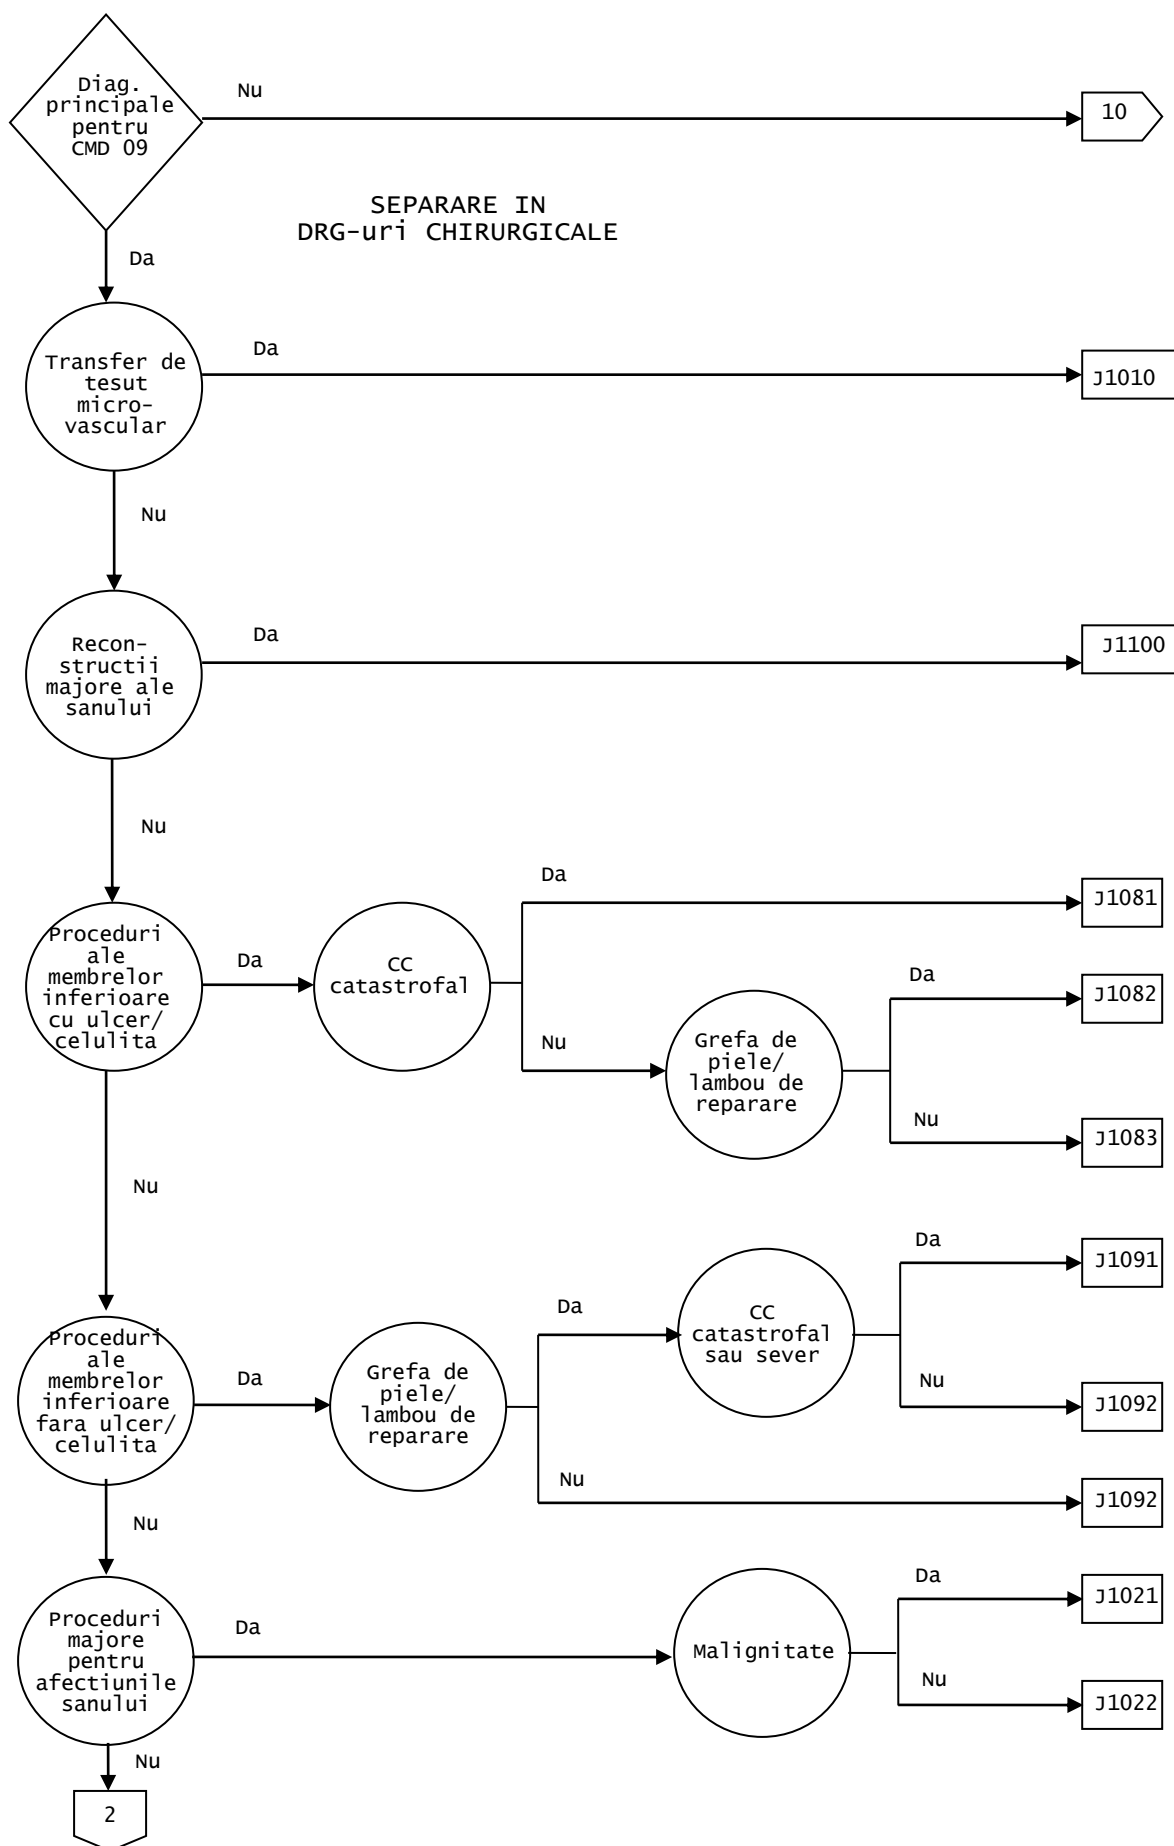 Diag.
principale
pentru
CMD 09
Nu
10
SEPARARE IN
DRG-uri CHIRURGICALE
Da
Transfer de
tesut
micro-
vascular
Da
J1010
Nu
Recon-
structii
majore ale
sanului
Da
J1100
Nu
Proceduri
ale
membrelor
inferioare
cu ulcer/
celulita
Da
CC
catastrofal
Da
J1081
Nu
Grefa de
piele/
lambou de
reparare
Da
J1082
Nu
J1083
Nu
Proceduri
ale
membrelor
inferioare
fara ulcer/
celulita
Da
Grefa de
piele/
lambou de
reparare
Da
CC
catastrofal
sau sever
Da
J1091
Nu
J1092
Nu
J1092
Nu
Proceduri
majore
pentru
afectiunile
sanului
Da
Malignitate
Da
J1021
Nu
J1022
Nu
2